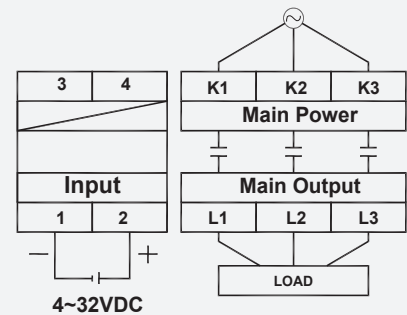 3 4
K1 K2 K3
Main Power
Input
Main Output
1 2
L1 L2 L3
− +
LOAD
4~32VDC